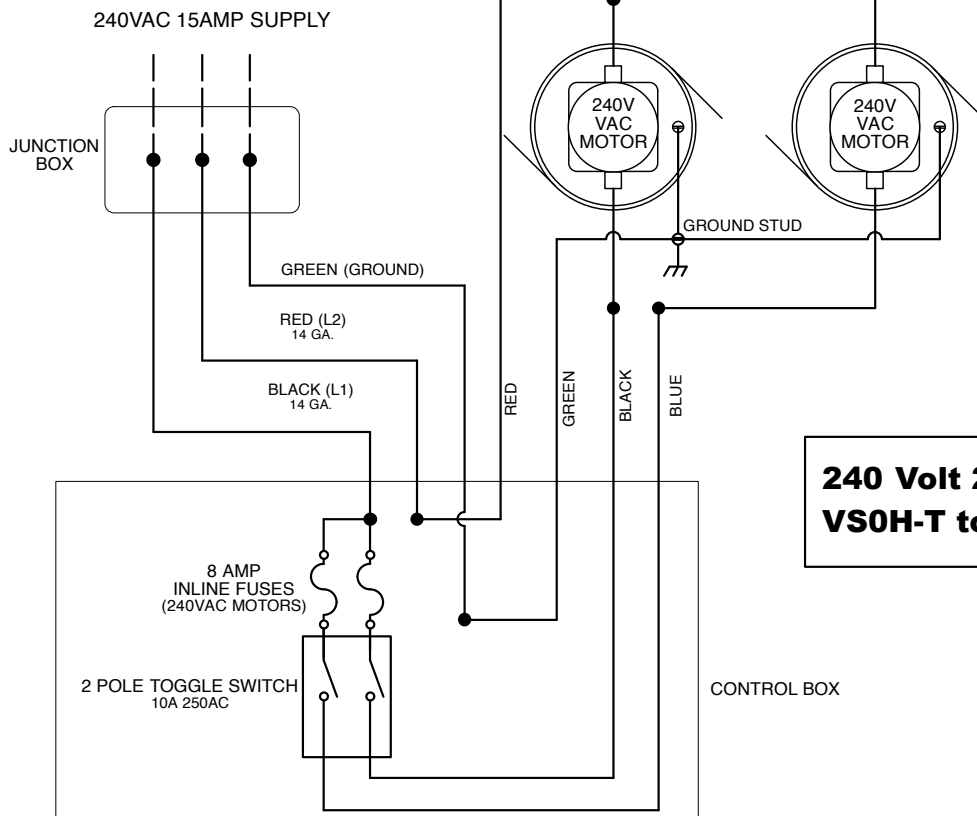 240VAC 15AMP SUPPLY
JUNCTION
BOX
240V
VAC
MOTOR
240V
VAC
MOTOR
GROUND STUD
GREEN (GROUND)
RED (L2)
14 GA.
BLACK (L1)
14 GA.
RED
GREEN
BLACK
BLUE
240 Volt
VS0H-T
8 AMP
INLINE FUSES
(240VAC MOTORS)
2 POLE TOGGLE SWITCH
10A 250AC
CONTROL BOX